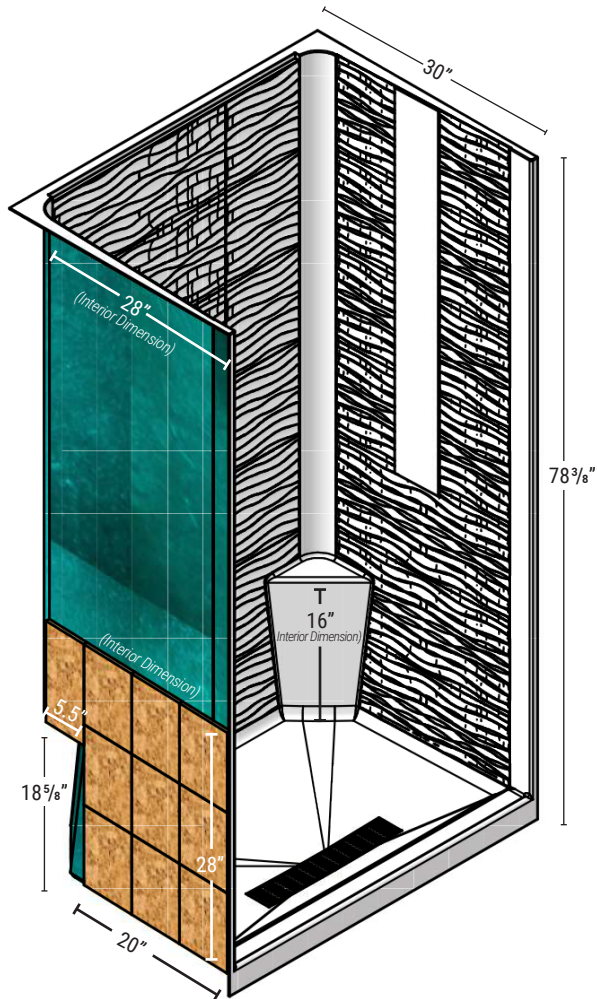 30”
28”
(Interior Dimension)
78³/₈”
T
16”
Interior Dimension)
(Interior Dimension)
5.5”
18⁵/₈”
28”
20”